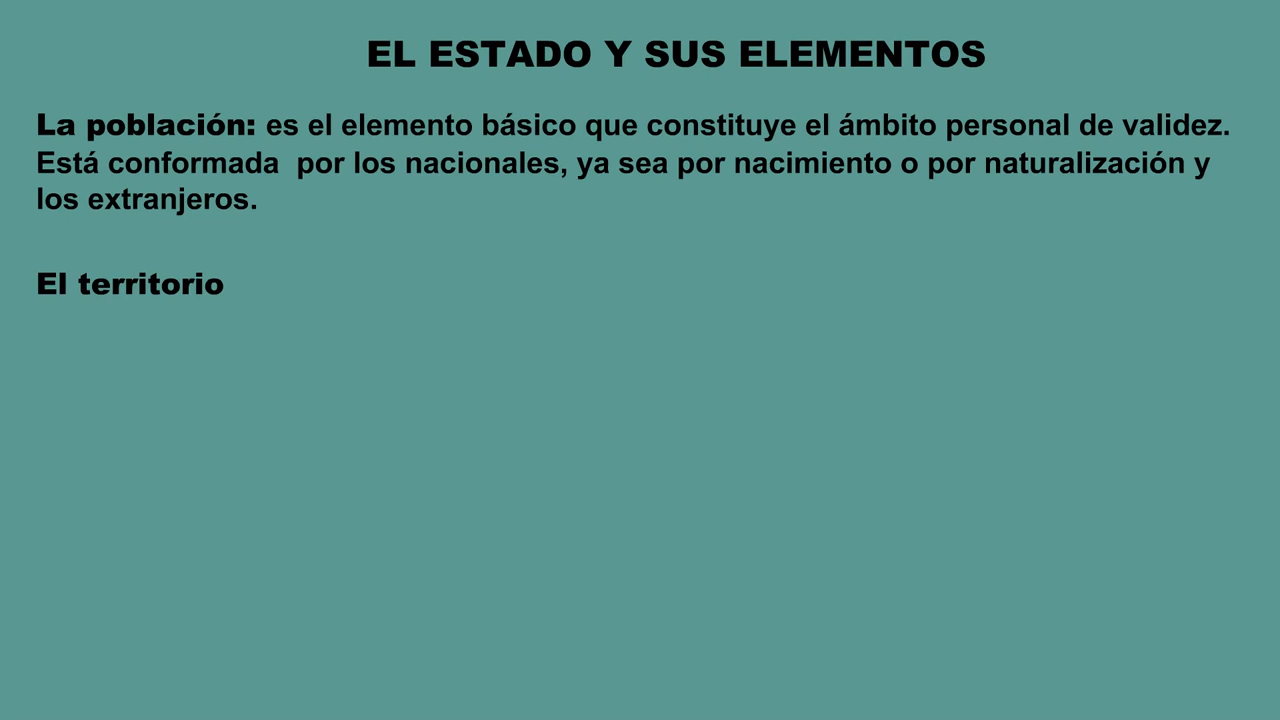 EL ESTADO Y SUS ELEMENTOS
La población: es el elemento básico que constituye el ámbito personal de validez.
Está conformada  por los nacionales, ya sea por nacimiento o por naturalización y
los extranjeros.
El territorio